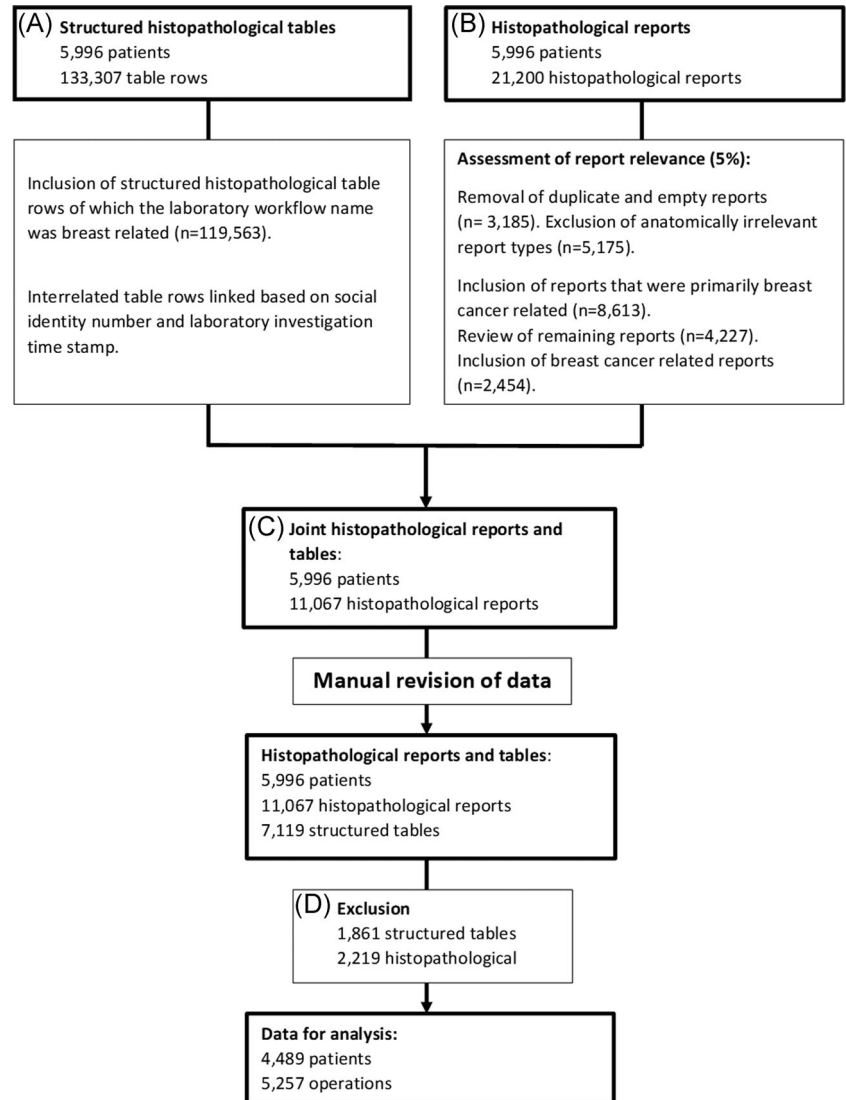 (A) Structured histopathological tables
5,996 patients
133,307 table rows
(B) Histopathological reports
5,996 patients
21,200 histopathological reports
Inclusion of structured histopathological table
rows of which the laboratory workflow name
was breast related (n=119,563).
Interrelated table rows linked based on social
identity number and laboratory investigation
time stamp.
Assessment of report relevance (5%):
Removal of duplicate and empty reports
(n= 3,185). Exclusion of anatomically irrelevant
report types (n=5,175).
Inclusion of reports that were primarily breast
cancer related (n=8,613).
Review of remaining reports (n=4,227).
Inclusion of breast cancer related reports
(n=2,454).
(C) Joint histopathological reports and
tables:
5,996 patients
11,067 histopathological reports
Manual revision of data
Histopathological reports and tables:
5,996 patients
11,067 histopathological reports
7,119 structured tables
(D) Exclusion
1,861 structured tables
2,219 histopathological
Data for analysis:
4,489 patients
5,257 operations